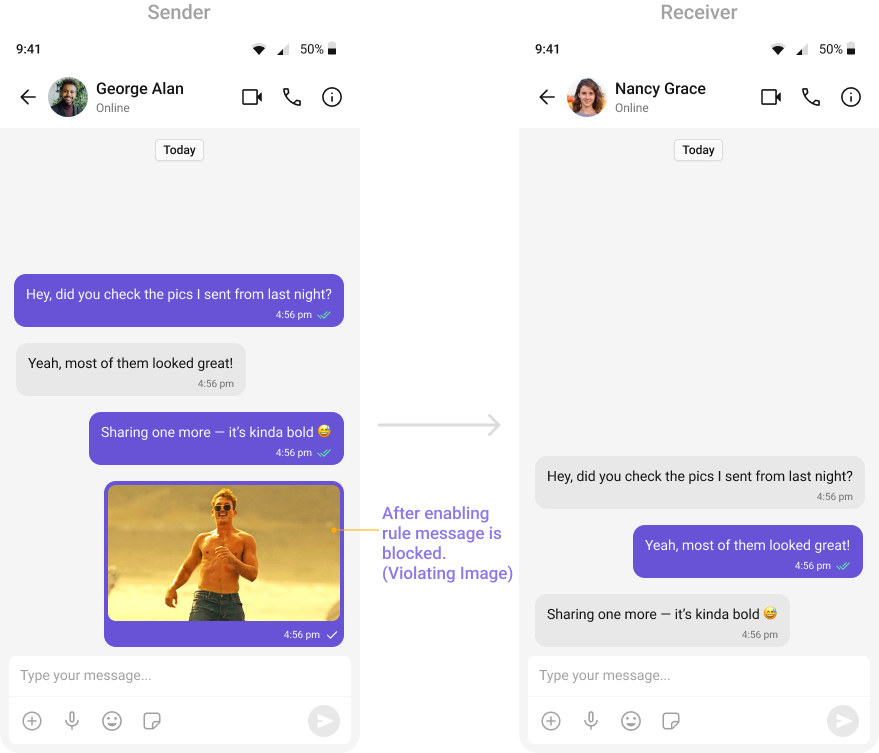 Sender
9:41
50%
George Alan
Online
Today
Hey, did you check the pics I sent from last night?
4:56 pm
Yeah, most of them looked great!
4:56 pm
Sharing one more — it's kinda bold 😅
4:56 pm
4:56 pm
Type your message...
After enabling
rule message is
blocked.
(Violating Image)
Receiver
9:41
50%
Nancy Grace
Online
Today
Hey, did you check the pics I sent from last night?
4:56 pm
Yeah, most of them looked great!
4:56 pm
Sharing one more — it's kinda bold 😅
4:56 pm
Type your message...